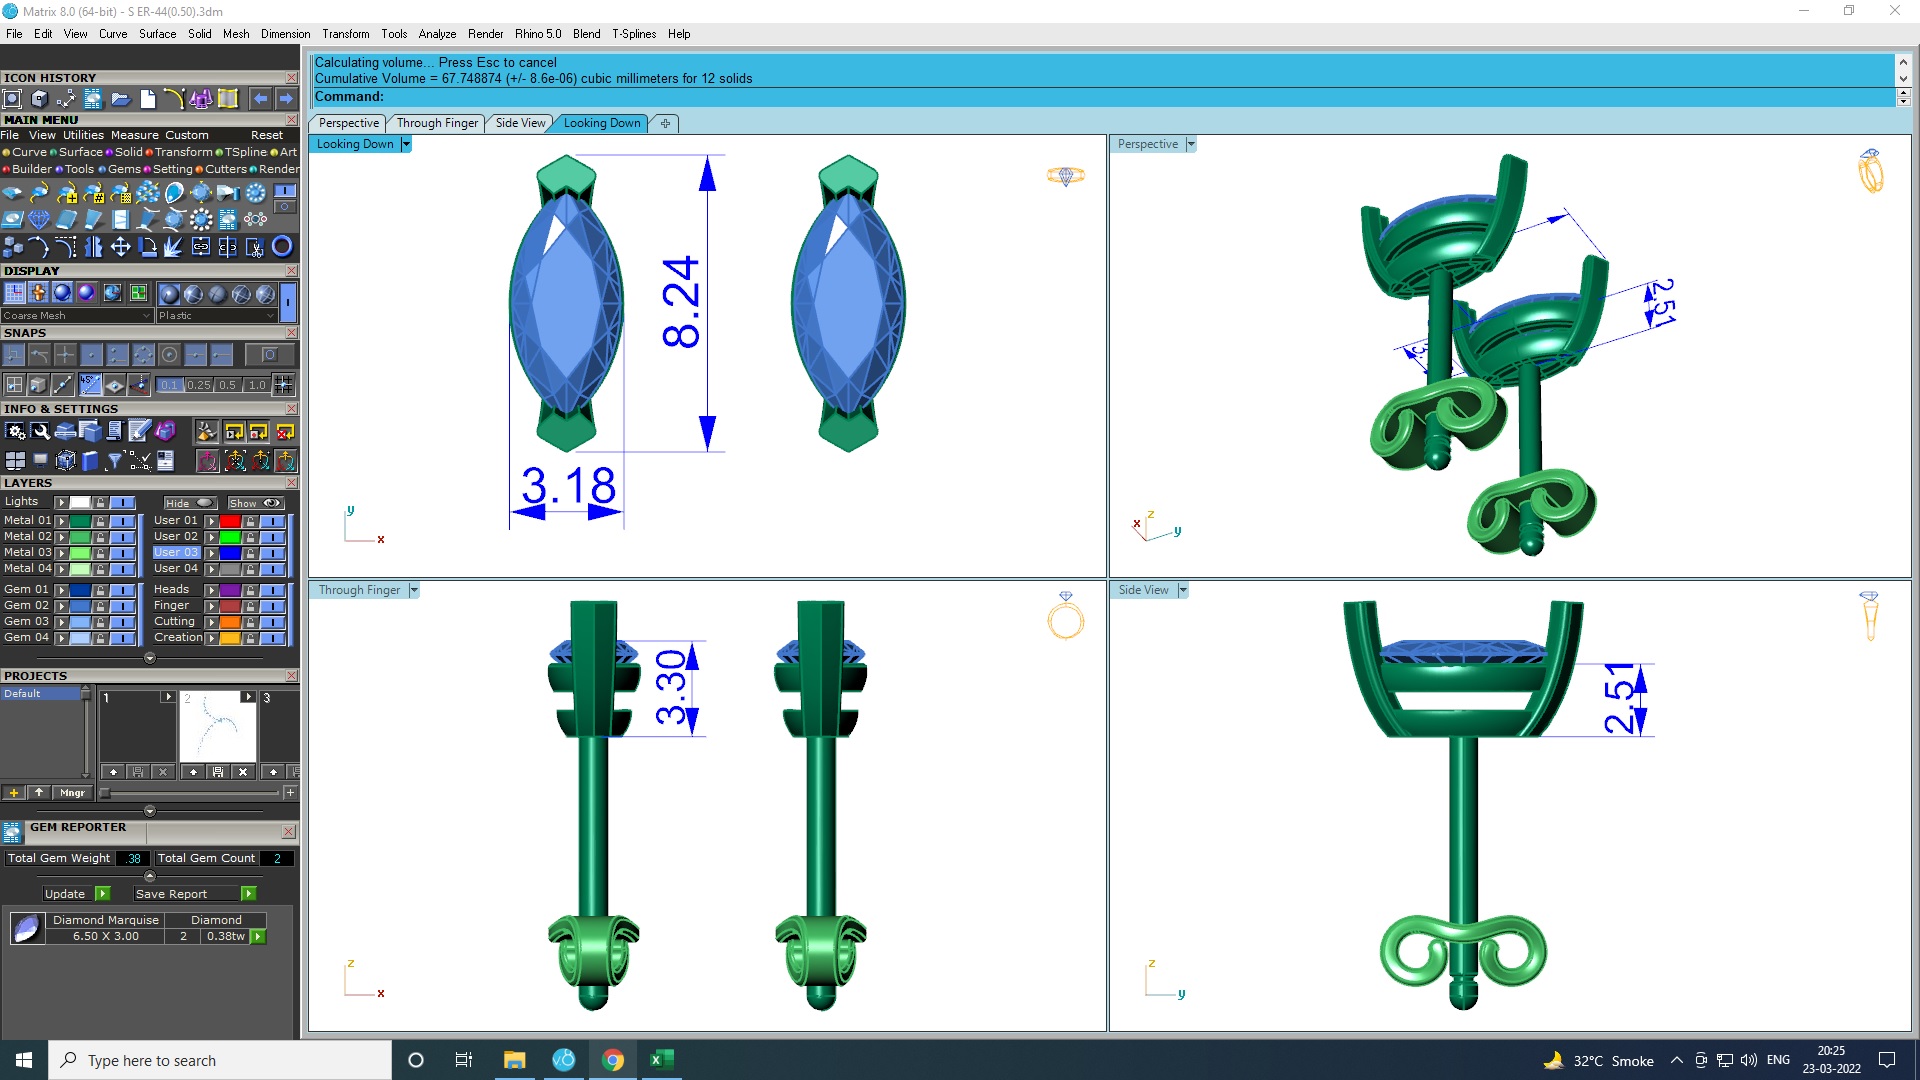 Matrix 8.0 (64-bit) - S ER-44(0.50).3dm
File Edit View Curve Surface Solid Mesh Dimension Transform Tools Analyze Render Rhino 5.0 Blend T-Splines Help
Calculating volume... Press Esc to cancel
Cumulative Volume = 67.748874 (+/- 8.6e-06) cubic millimeters for 12 solids
Command:
Perspective Through Finger Side View Looking Down
ICON HISTORY
MAIN MENU
File View Utilities Measure Custom Reset
Curve Surface Solid Transform TSpline Art
Builder Tools Gems Setting Cutters Render
DISPLAY
Coarse Mesh Plastic
SNAPS
45°
0.1 0.25 0.5 1.0
INFO & SETTINGS
LAYERS
Lights Hide Show
Metal 01 User 01
Metal 02 User 02
Metal 03 User 03
Metal 04 User 04
Gem 01 Heads
Gem 02 Finger
Gem 03 Cutting
Gem 04 Creation
PROJECTS
Default 1 2 3
Mngr
GEM REPORTER
Total Gem Weight .38 Total Gem Count 2
Update Save Report
Diamond Marquise Diamond
6.50 X 3.00 2 0.38tw
Looking Down
8.24
3.18
y
x
Perspective
2.51
x z y
Through Finger
3.30
z
x
Side View
2.51
z
y
Type here to search
32°C Smoke
ENG
20:25
23-03-2022